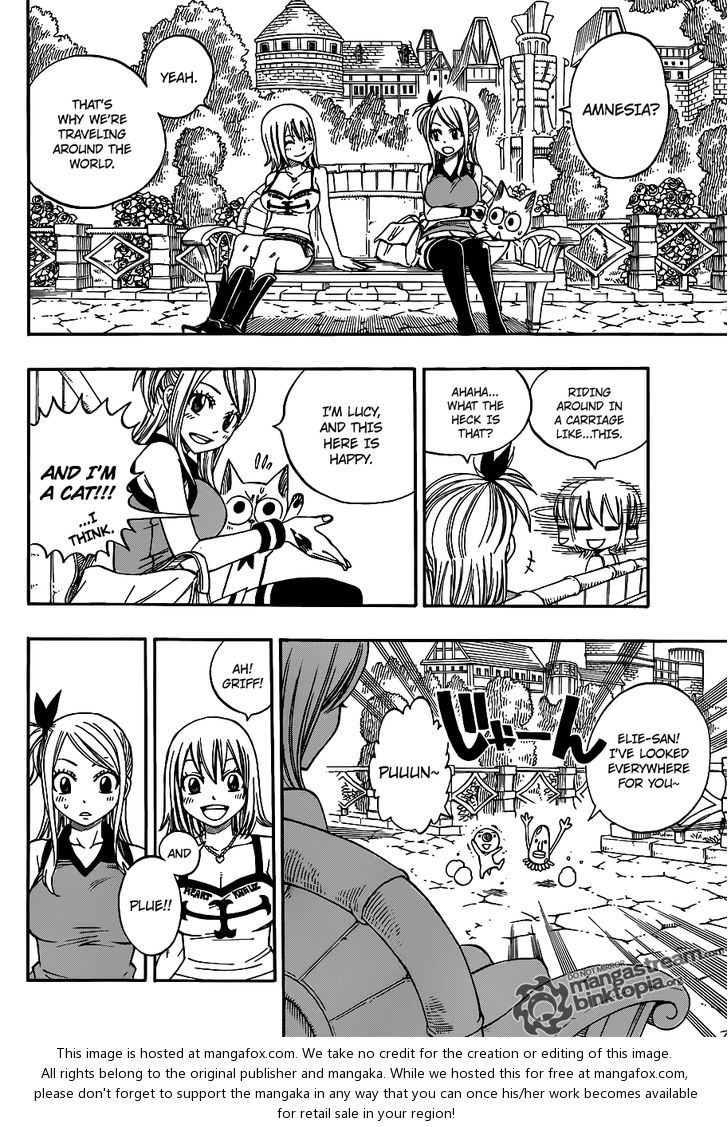 AMNESIA?
YEAH.
THAT'S
WHY WE'RE
TRAVELING
AROUND THE
WORLD.
RIDING
AROUND IN
A CARRIAGE
LIKE...THIS.
AHAHA...
WHAT THE
HECK IS
THAT?
I'M LUCY,
AND THIS
HERE IS
HAPPY.
AND I'M
A CAT!!!
...I
THINK.
ELIE-SAN!
I'VE LOOKED
EVERYWHERE
FOR YOU~
じゃーん
PUUUN~
AH!
GRIFF!
AND
HEART
PLUE!!
DO NOT MIRROR
mangastream.com
binktopia.org
This image is hosted at mangafox.com. We take no credit for the creation or editing of this image.
All rights belong to the original publisher and mangaka. While we hosted this for free at mangafox.com,
please don't forget to support the mangaka in any way that you can once his/her work becomes available
for retail sale in your region!